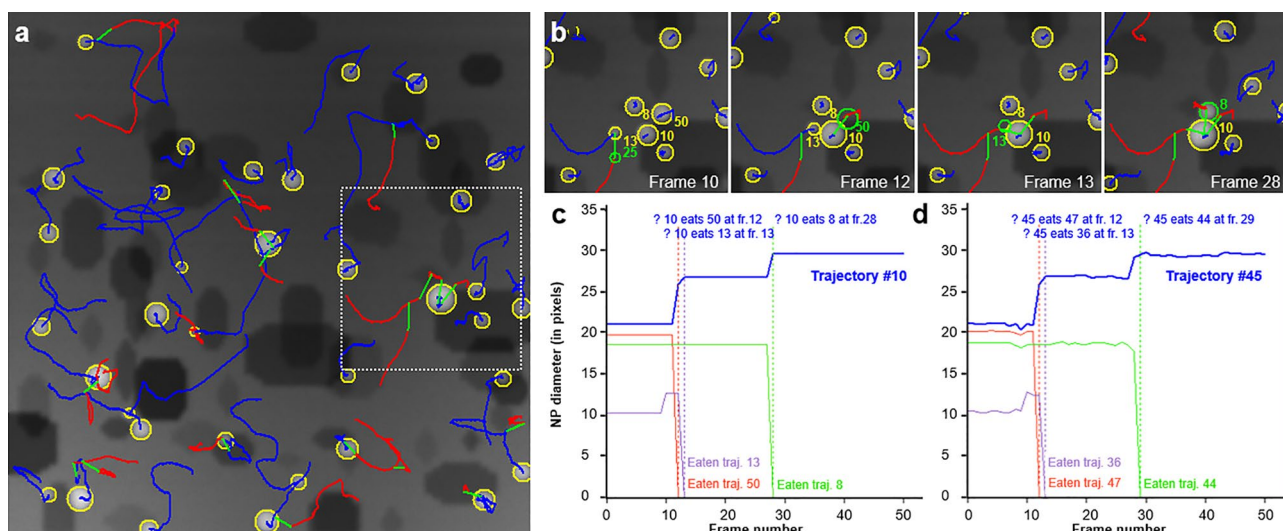 a
b
8
50
13
10
25
Frame 10
8
50
13
10
Frame 12
8
13
10
Frame 13
8
10
Frame 28
c
35
30
25
20
15
10
5
0
NP diameter (in pixels)
? 10 eats 50 at fr.12
? 10 eats 13 at fr. 13
? 10 eats 8 at fr.28
Trajectory #10
Eaten traj. 13
Eaten traj. 50
Eaten traj. 8
0 10 20 30 40 50
Frame number
d
35
30
25
20
15
10
5
0
? 45 eats 47 at fr. 12
? 45 eats 36 at fr. 13
? 45 eats 44 at fr. 29
Trajectory #45
Eaten traj. 36
Eaten traj. 47
Eaten traj. 44
0 10 20 30 40 50
Frame number